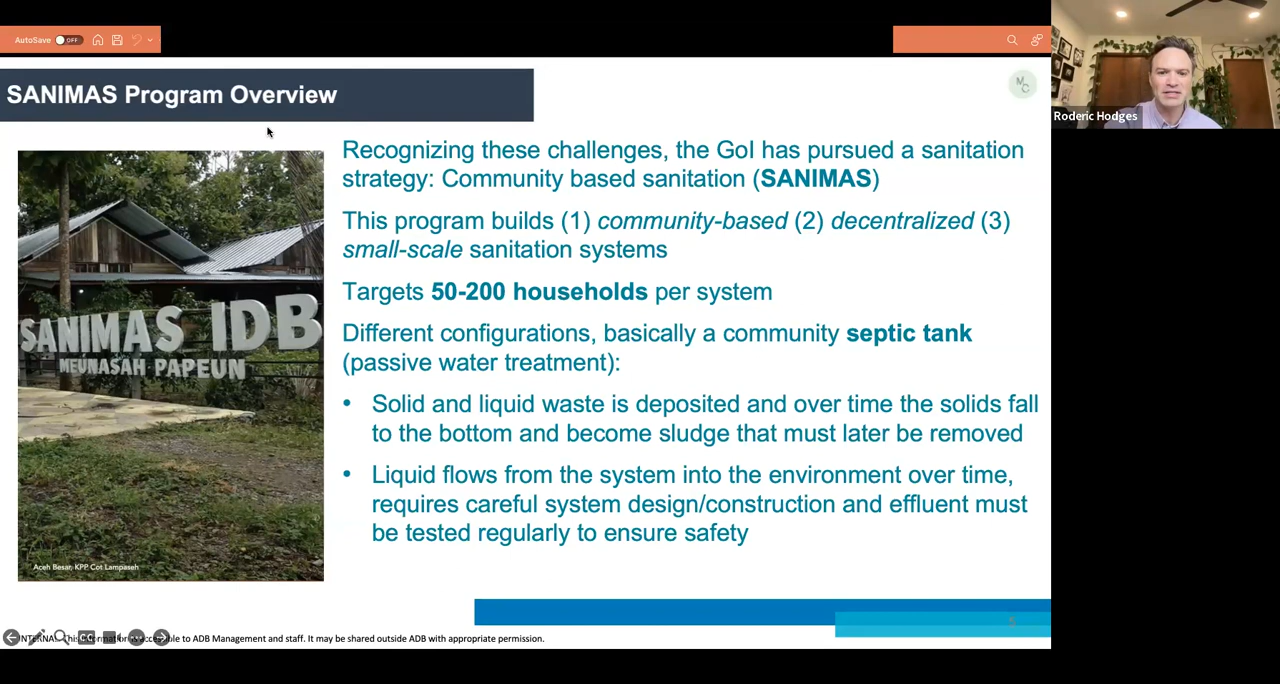 AutoSave OFF
SANIMAS Program Overview
MC
Roderic Hodges
Recognizing these challenges, the GoI has pursued a sanitation
strategy: Community based sanitation (SANIMAS)
This program builds (1) community-based (2) decentralized (3)
small-scale sanitation systems
Targets 50-200 households per system
Different configurations, basically a community septic tank
(passive water treatment):
• Solid and liquid waste is deposited and over time the solids fall
to the bottom and become sludge that must later be removed
• Liquid flows from the system into the environment over time,
requires careful system design/construction and effluent must
be tested regularly to ensure safety
SANIMAS IDB
MEUNASAH PAPEUN
Aceh Besar, KPP Cot Lampaseh
This information is accessible to ADB Management and staff. It may be shared outside ADB with appropriate permission.